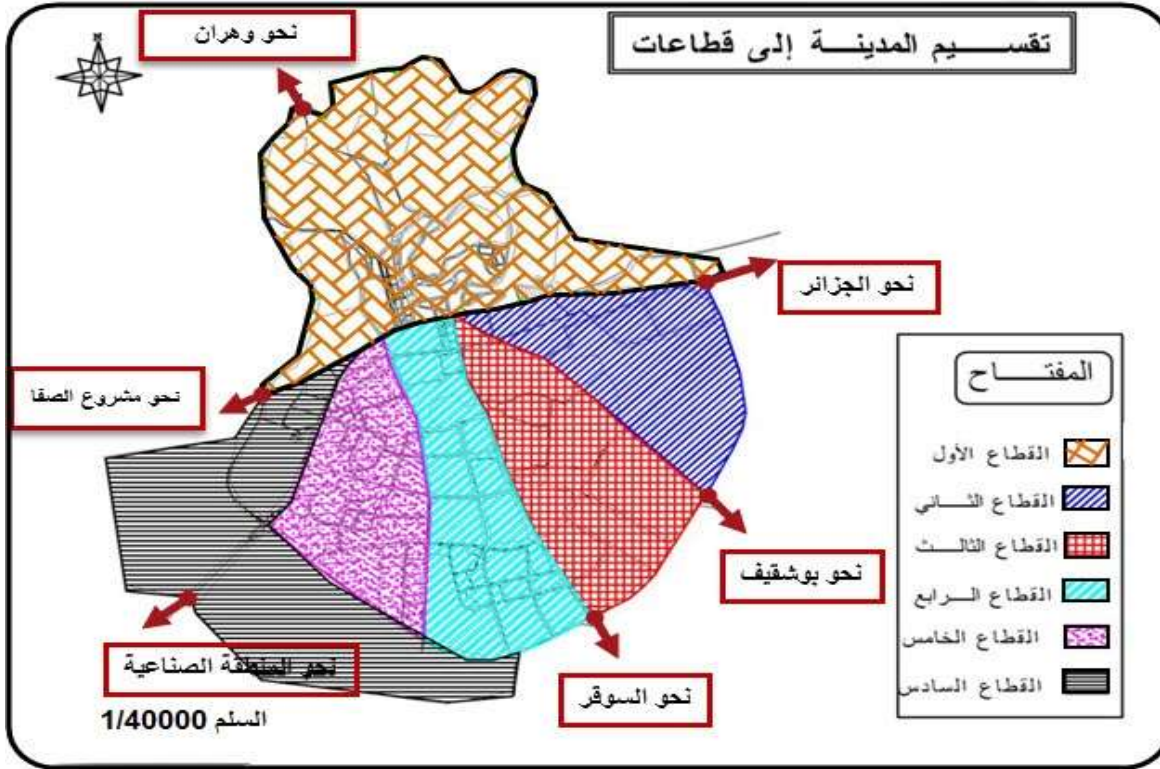 تقسيم المدينة إلى قطاعات
N
نحو وهران
نحو الجزائر
نحو مشروع الصفا
نحو بوشقيف
نحو السوقر
نحو المنطقة الصناعية
السلم 1/40000
المفتاح
القطاع الأول
القطاع الثاني
القطاع الثالث
القطاع الرابع
القطاع الخامس
القطاع السادس